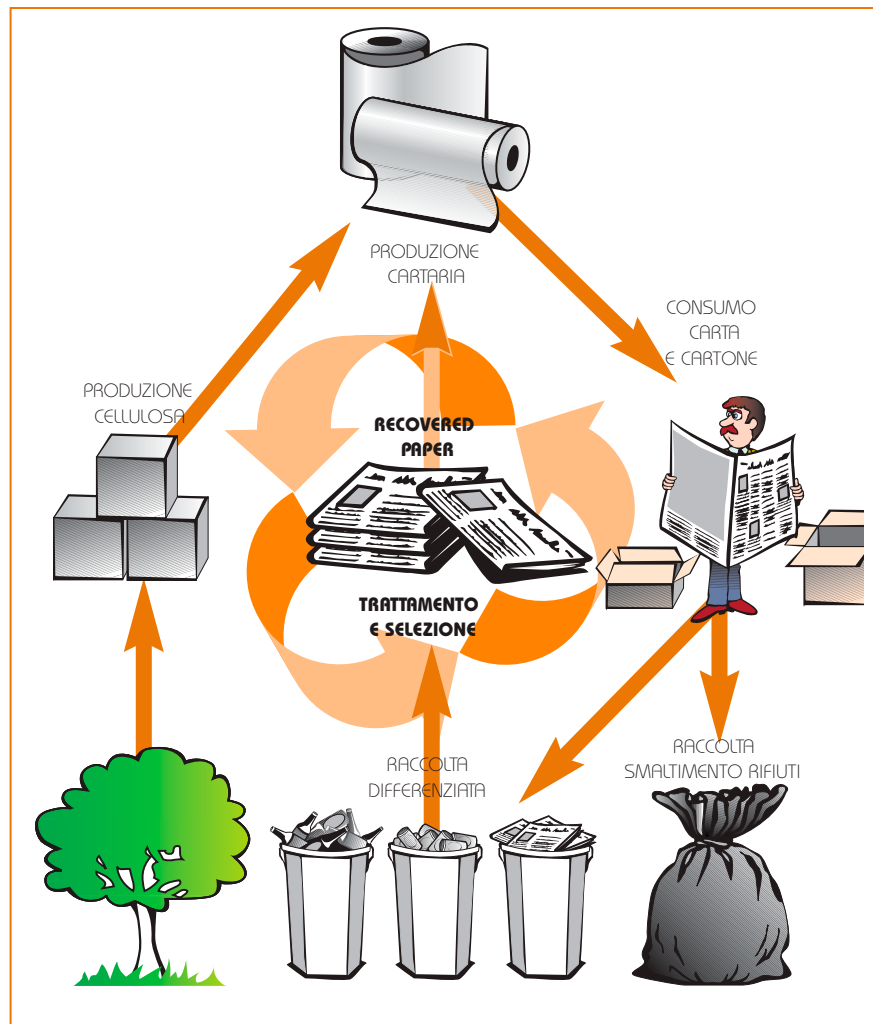 PRODUZIONE
CARTARIA
CONSUMO
CARTA
E CARTONE
PRODUZIONE
CELLULOSA
RECOVERED
PAPER
TRATTAMENTO
E SELEZIONE
RACCOLTA
DIFFERENZIATA
RACCOLTA
SMALTIMENTO RIFIUTI